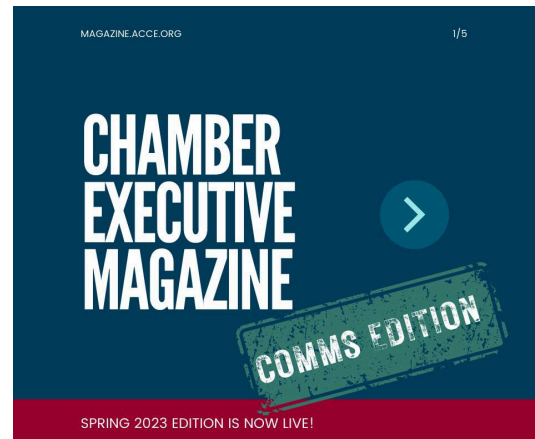 MAGAZINE.ACCE.ORG 1/5
CHAMBER
EXECUTIVE
MAGAZINE
COMMS EDITION
SPRING 2023 EDITION IS NOW LIVE!